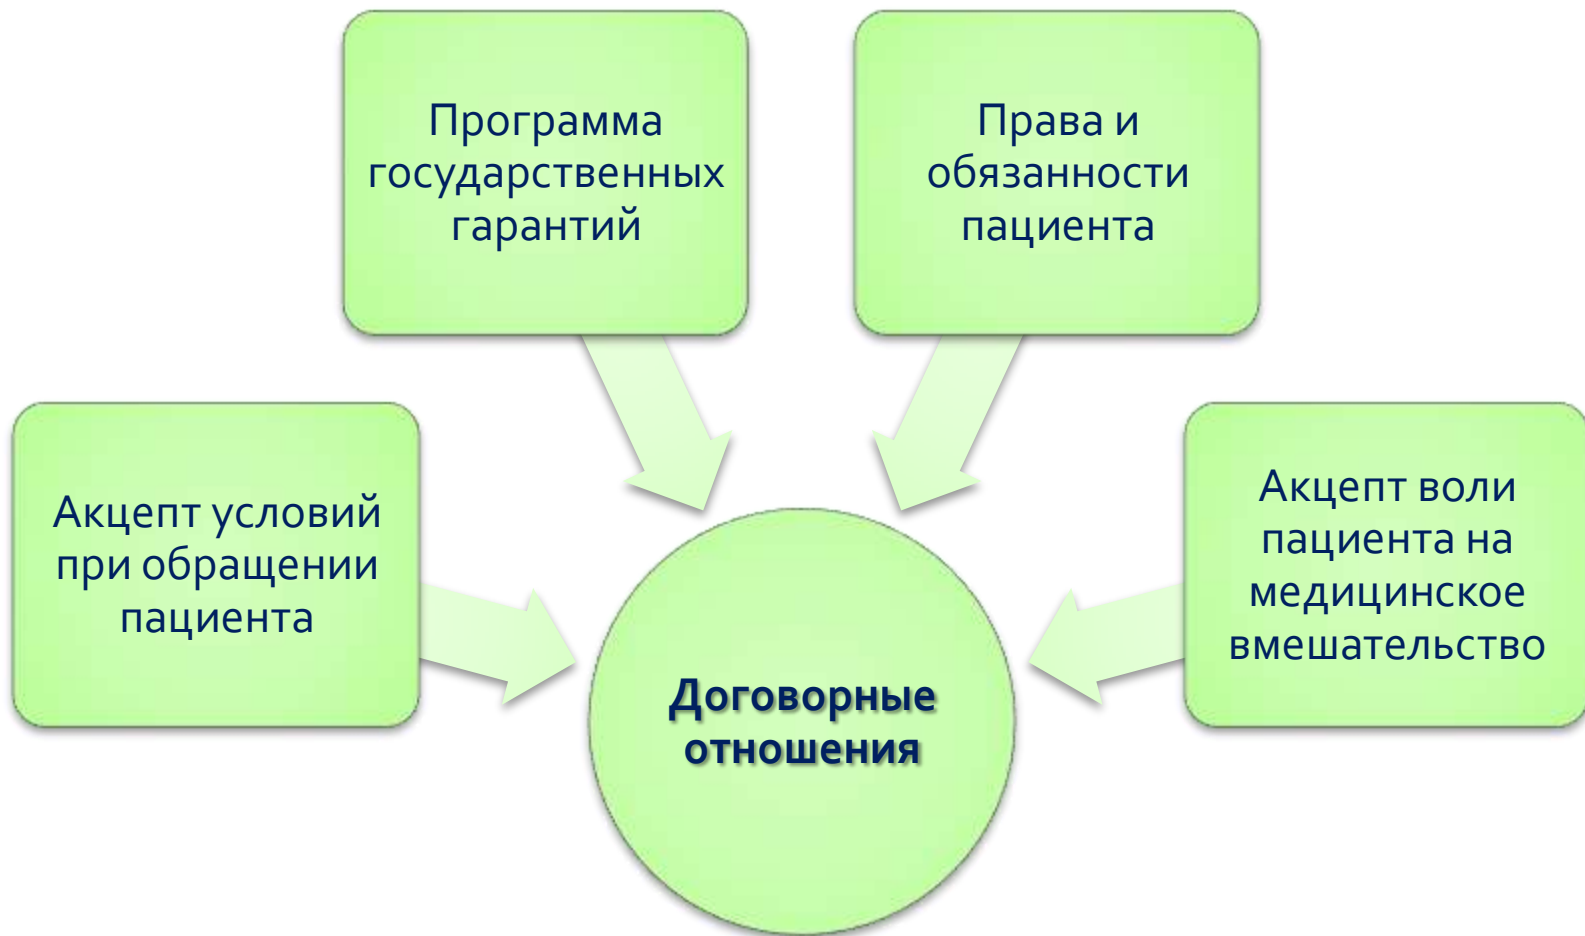 Программа
государственных
гарантий
Права и
обязанности
пациента
Акцепт условий
при обращении
пациента
Акцепт воли
пациента на
медицинское
вмешательство
Договорные
отношения